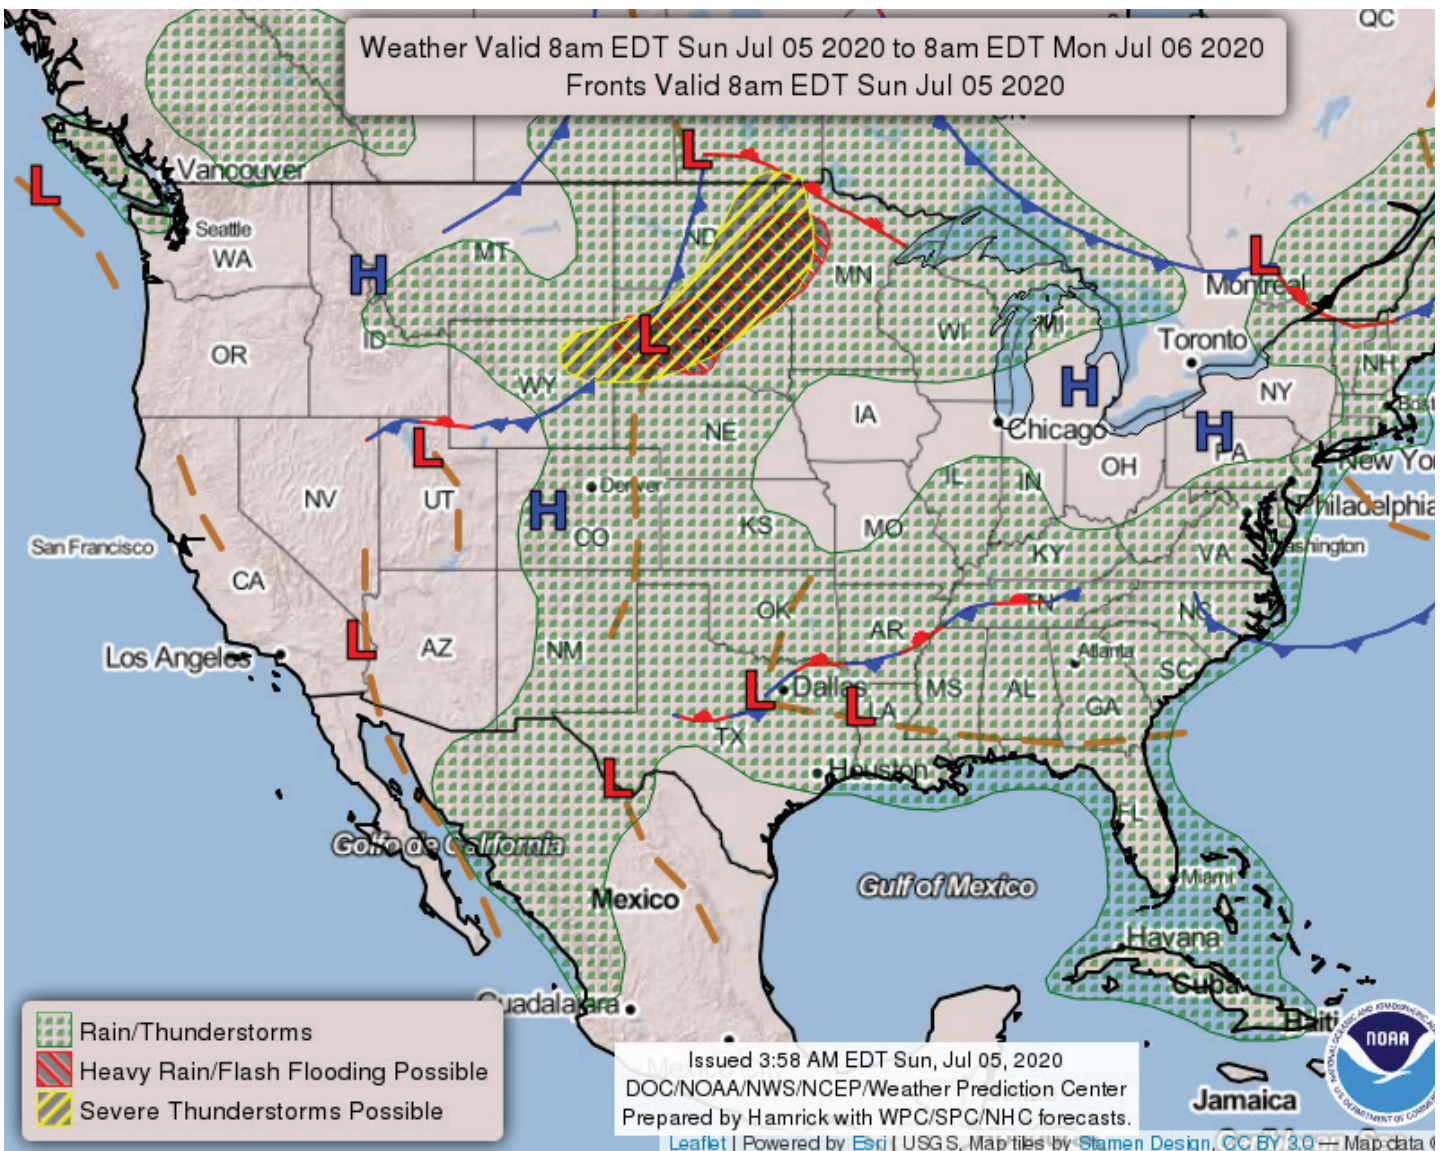 QC
Weather Valid 8am EDT Sun Jul 05 2020 to 8am EDT Mon Jul 06 2020
Fronts Valid 8am EDT Sun Jul 05 2020
L
Vancouver
L
Seattle
WA
MT
ND
MN
L
Montreal
H
ID
L
WI
MI
Toronto
OR
WY
H
NY
NH
IA
NE
Chicago
H
PA
L
OH
New Yo
NV
UT
Denver
H
CO
KS
MO
IL
IN
Philadelphia
San Francisco
CA
KY
VA
ashington
OK
TN
NC
AR
L
Los Angeles
AZ
NM
Atlanta
SC
L
Dallas
MS
AL
GA
L
LA
TX
L
Houston
FL
Golfo de California
Miami
Mexico
Gulf of Mexico
Havana
Cuba
Guadalajara
Haiti
NOAA
Rain/Thunderstorms
Heavy Rain/Flash Flooding Possible
Severe Thunderstorms Possible
Issued 3:58 AM EDT Sun, Jul 05, 2020
DOC/NOAA/NWS/NCEP/Weather Prediction Center
Prepared by Hamrick with WPC/SPC/NHC forecasts.
Jamaica
Leaflet | Powered by Esri | USGS, Map tiles by Stamen Design, CC BY 3.0 — Map data ©